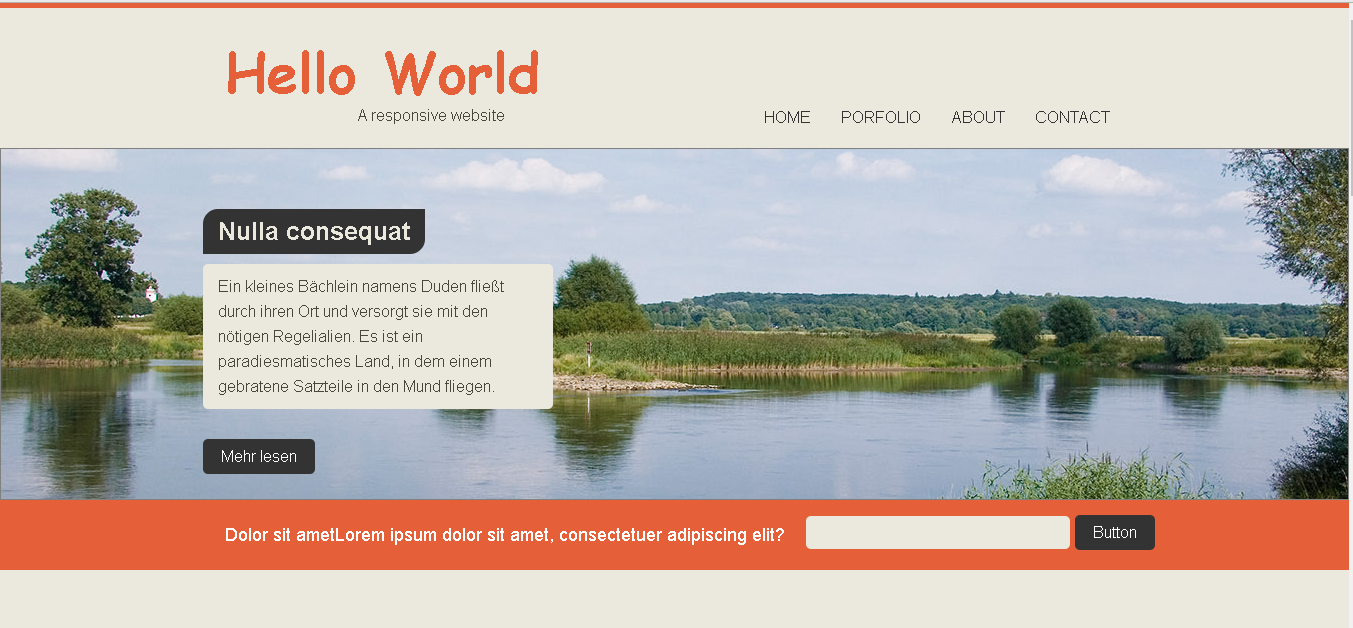 Hello World
A responsive website
HOME PORFOLIO ABOUT CONTACT
Nulla consequat
Ein kleines Bächlein namens Duden fließt
durch ihren Ort und versorgt sie mit den
nötigen Regelialien. Es ist ein
paradiesmatisches Land, in dem einem
gebratene Satzteile in den Mund fliegen.
Mehr lesen
Dolor sit ametLorem ipsum dolor sit amet, consectetuer adipiscing elit? Button